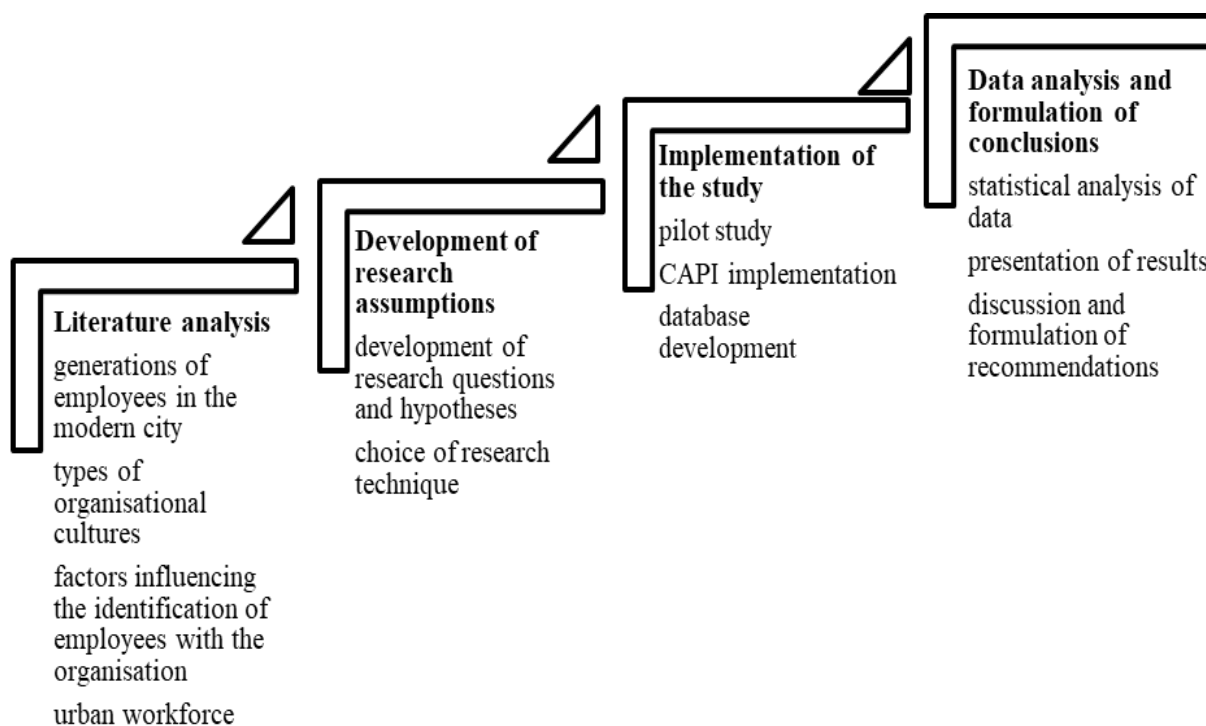 Literature analysis
generations of
employees in the
modern city
types of
organisational
cultures
factors influencing
the identification of
employees with the
organisation
urban workforce
Development of
research
assumptions
development of
research questions
and hypotheses
choice of research
technique
Implementation of
the study
pilot study
CAPI implementation
database
development
Data analysis and
formulation of
conclusions
statistical analysis of
data
presentation of results
discussion and
formulation of
recommendations